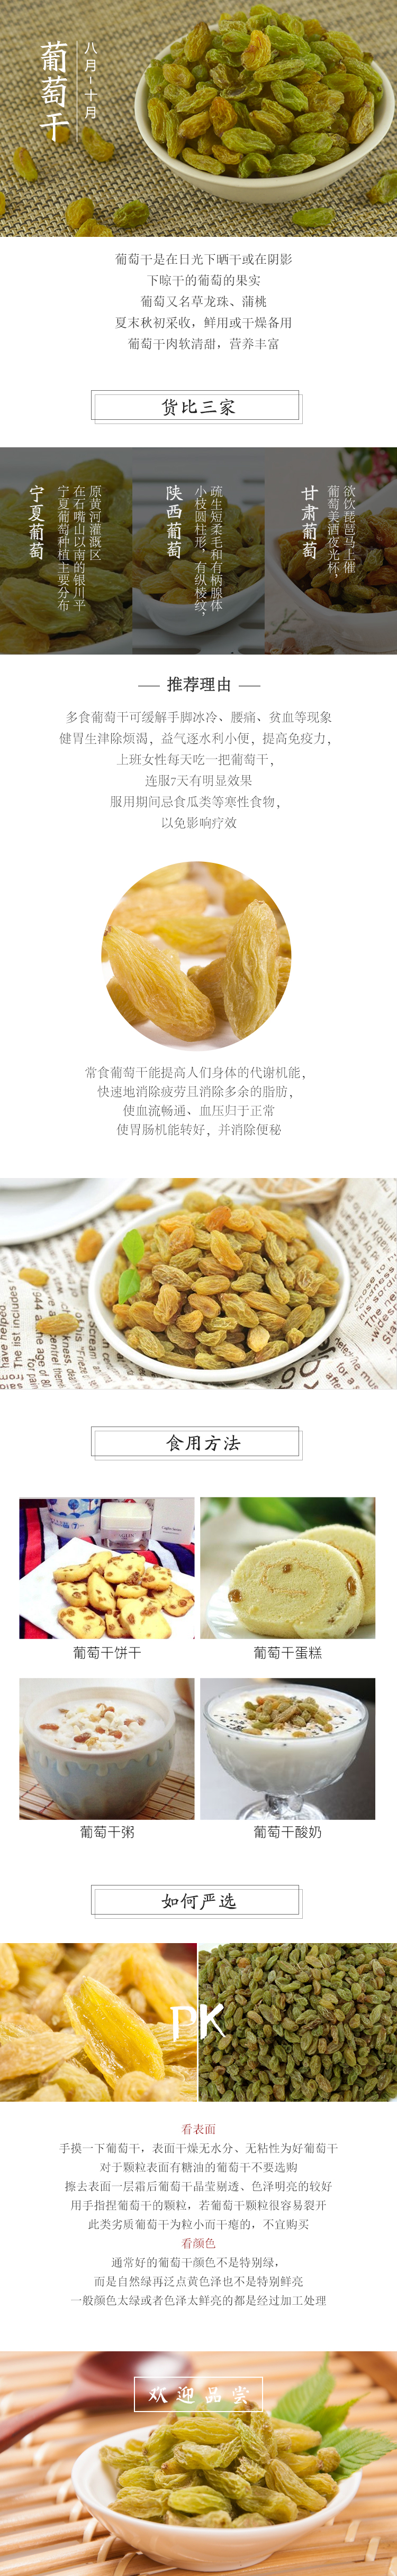 葡萄干
八月-十月
葡萄干是在日光下晒干或在阴影
下晾干的葡萄的果实
葡萄又名草龙珠、蒲桃
夏末秋初采收，鲜用或干燥备用
葡萄干肉软清甜，营养丰富
货比三家
宁夏葡萄
原黄河灌溉区
在石嘴山以南的银川平
宁夏葡萄种植主要分布
陕西葡萄
疏生短柔毛和有柄腺体
小枝圆柱形，有纵棱纹，
甘肃葡萄
欲饮琵琶马上催
葡萄美酒夜光杯，
推荐理由
多食葡萄干可缓解手脚冰冷、腰痛、贫血等现象
健胃生津除烦渴，益气逐水利小便，提高免疫力，
上班女性每天吃一把葡萄干，
连服7天有明显效果
服用期间忌食瓜类等寒性食物，
以免影响疗效
常食葡萄干能提高人们身体的代谢机能，
快速地消除疲劳且消除多余的脂肪，
使血流畅通、血压归于正常
使胃肠机能转好，并消除便秘
食用方法
葡萄干饼干
葡萄干蛋糕
葡萄干粥
葡萄干酸奶
如何严选
PK
看表面
手摸一下葡萄干，表面干燥无水分、无粘性为好葡萄干
对于颗粒表面有糖油的葡萄干不要选购
擦去表面一层霜后葡萄干晶莹剔透、色泽明亮的较好
用手指捏葡萄干的颗粒，若葡萄干颗粒很容易裂开
此类劣质葡萄干为粒小而干瘪的，不宜购买
看颜色
通常好的葡萄干颜色不是特别绿，
而是自然绿再泛点黄色泽也不是特别鲜亮
一般颜色太绿或者色泽太鲜亮的都是经过加工处理
欢迎品尝